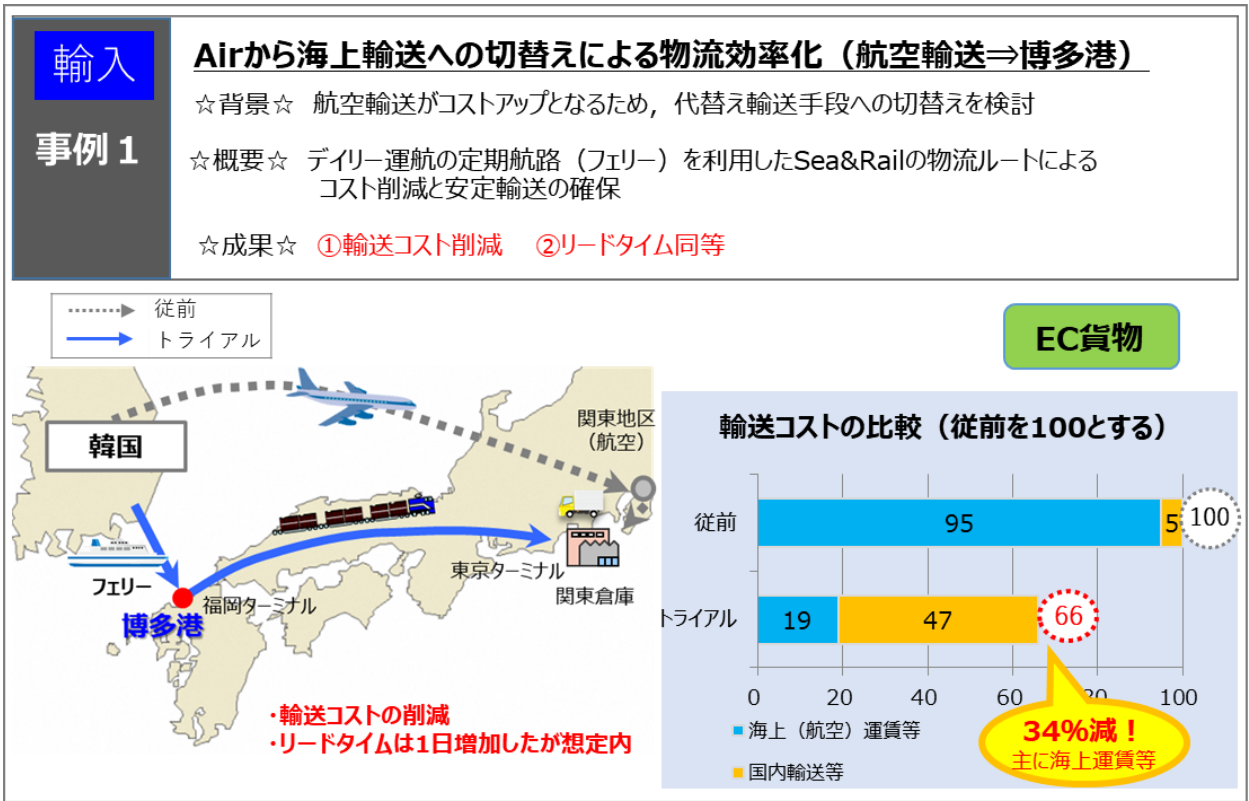 輸入
事例1
Airから海上輸送への切替えによる物流効率化（航空輸送⇒博多港）
☆背景☆ 航空輸送がコストアップとなるため，代替え輸送手段への切替えを検討
☆概要☆ デイリー運航の定期航路（フェリー）を利用したSea&Railの物流ルートによる
コスト削減と安定輸送の確保
☆成果☆ ①輸送コスト削減 ②リードタイム同等
従前
トライアル
EC貨物
韓国
関東地区
（航空）
フェリー
博多港
福岡ターミナル
東京ターミナル
関東倉庫
・輸送コストの削減
・リードタイムは1日増加したが想定内
輸送コストの比較（従前を100とする）
従前 95 5 100
トライアル 19 47 66
0 20 40 60 80 100
海上（航空）運賃等
国内輸送等
34%減！
主に海上運賃等